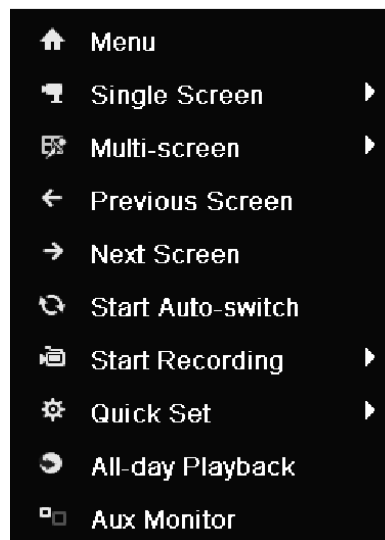 Menu
Single Screen
Multi-screen
Previous Screen
Next Screen
Start Auto-switch
Start Recording
Quick Set
All-day Playback
Aux Monitor